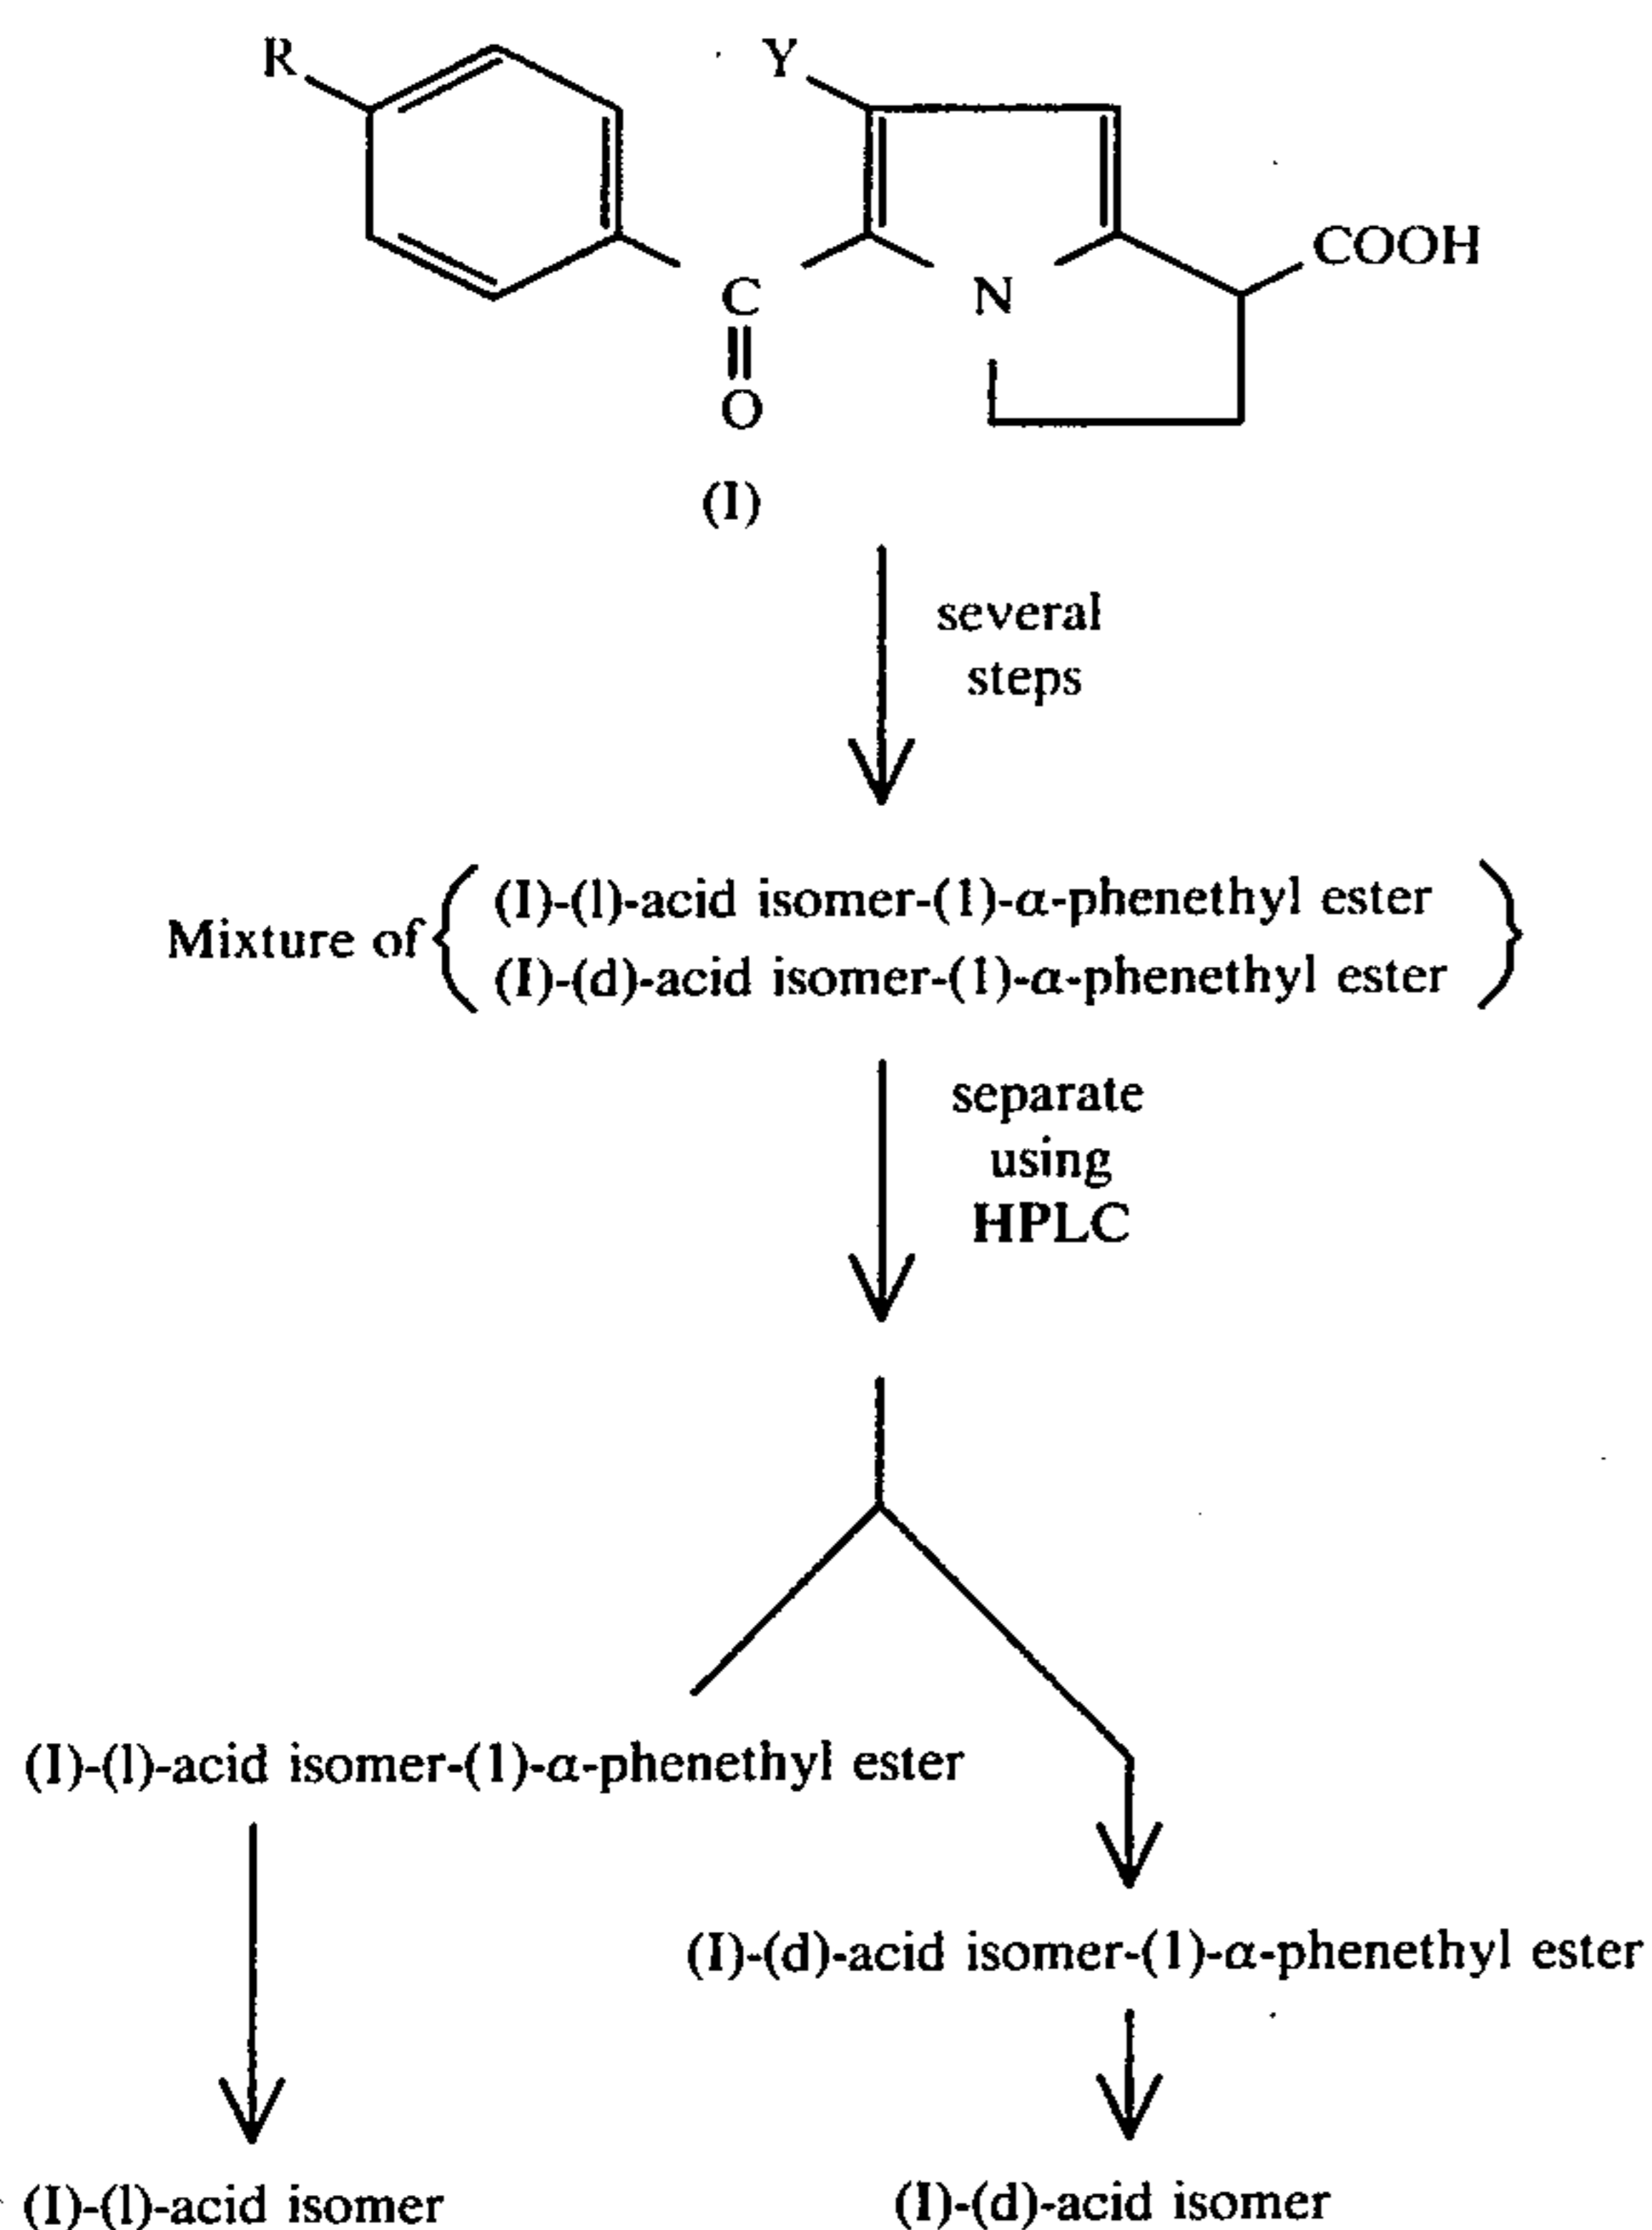 R
Y
COOH
C
N
O
(I)
several
steps
Mixture of { (I)-(l)-acid isomer-(1)-α-phenethyl ester
(I)-(d)-acid isomer-(1)-α-phenethyl ester }
separate
using
HPLC
(I)-(l)-acid isomer-(1)-α-phenethyl ester
(I)-(d)-acid isomer-(1)-α-phenethyl ester
(I)-(l)-acid isomer
(I)-(d)-acid isomer